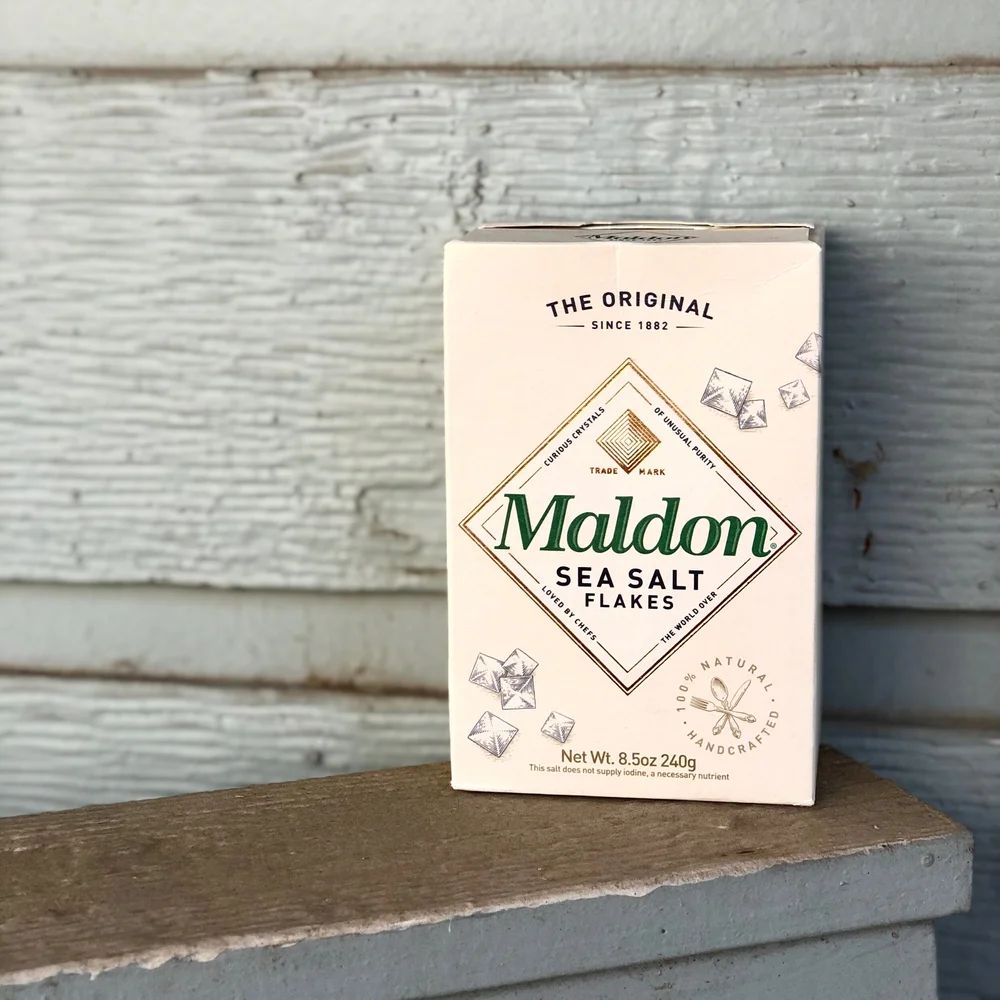 Maldon
THE ORIGINAL
SINCE 1882
CURIOUS CRYSTALS
OF UNUSUAL PURITY
TRADE MARK
Maldon®
SEA SALT
FLAKES
LOVED BY CHEFS
THE WORLD OVER
100% NATURAL
· HANDCRAFTED ·
Net Wt. 8.5oz 240g
This salt does not supply iodine, a necessary nutrient